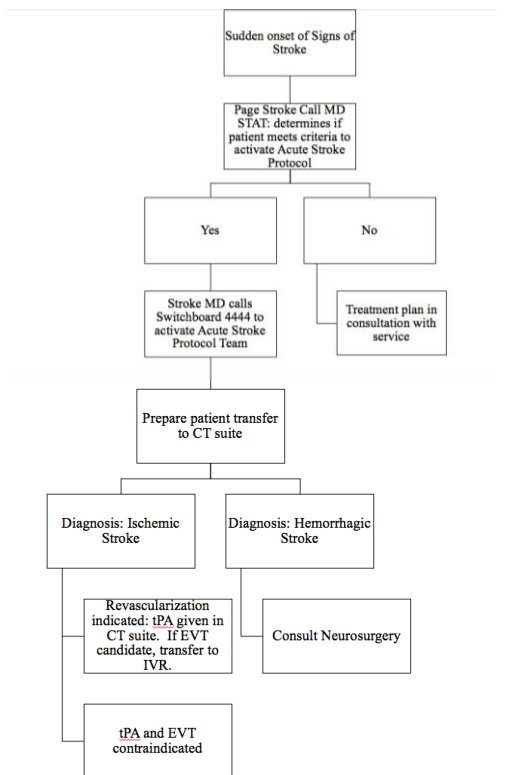 Sudden onset of Signs of
Stroke
Page Stroke Call MD
STAT: determines if
patient meets criteria to
activate Acute Stroke
Protocol
Yes
No
Stroke MD calls
Switchboard 4444 to
activate Acute Stroke
Protocol Team
Treatment plan in
consultation with
service
Prepare patient transfer
to CT suite
Diagnosis: Ischemic
Stroke
Diagnosis: Hemorrhagic
Stroke
Revascularization
indicated: tPA given in
CT suite. If EVT
candidate, transfer to
IVR.
Consult Neurosurgery
tPA and EVT
contraindicated